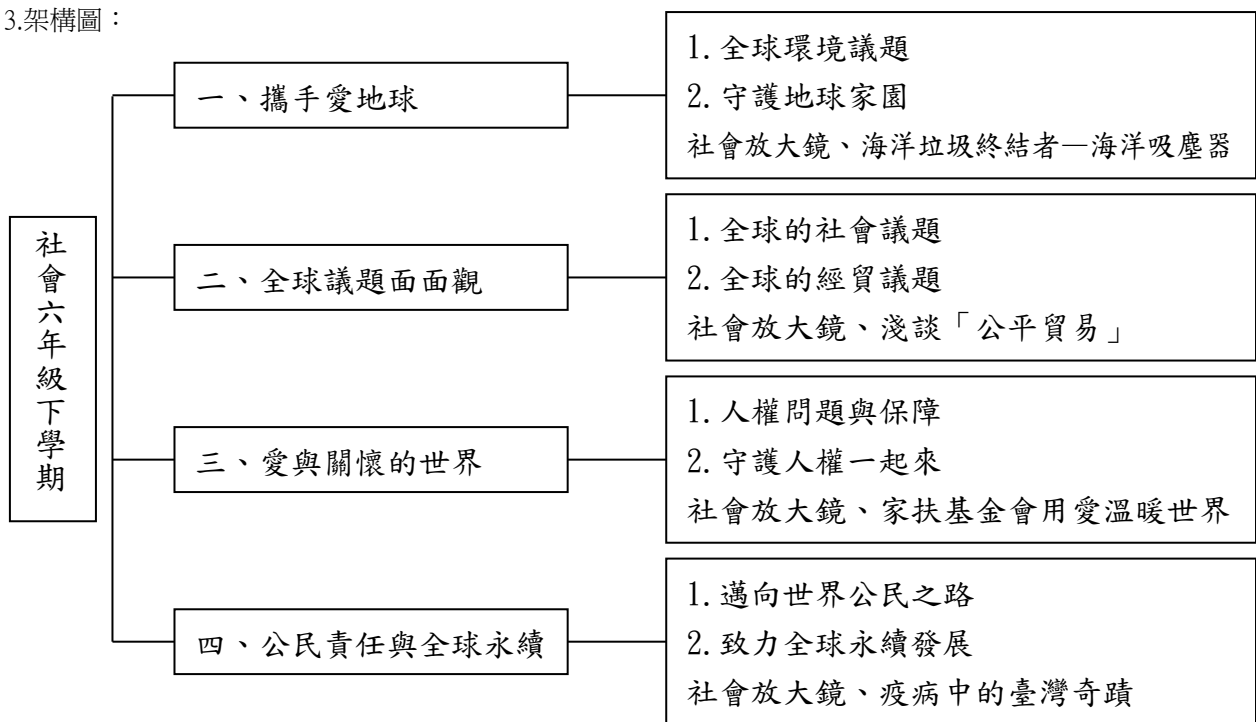 3.架構圖：
社會六年級下學期
一、攜手愛地球
1.全球環境議題
2.守護地球家園
社會放大鏡、海洋垃圾終結者—海洋吸塵器
二、全球議題面面觀
1.全球的社會議題
2.全球的經貿議題
社會放大鏡、淺談「公平貿易」
三、愛與關懷的世界
1.人權問題與保障
2.守護人權一起來
社會放大鏡、家扶基金會用愛溫暖世界
四、公民責任與全球永續
1.邁向世界公民之路
2.致力全球永續發展
社會放大鏡、疫病中的臺灣奇蹟